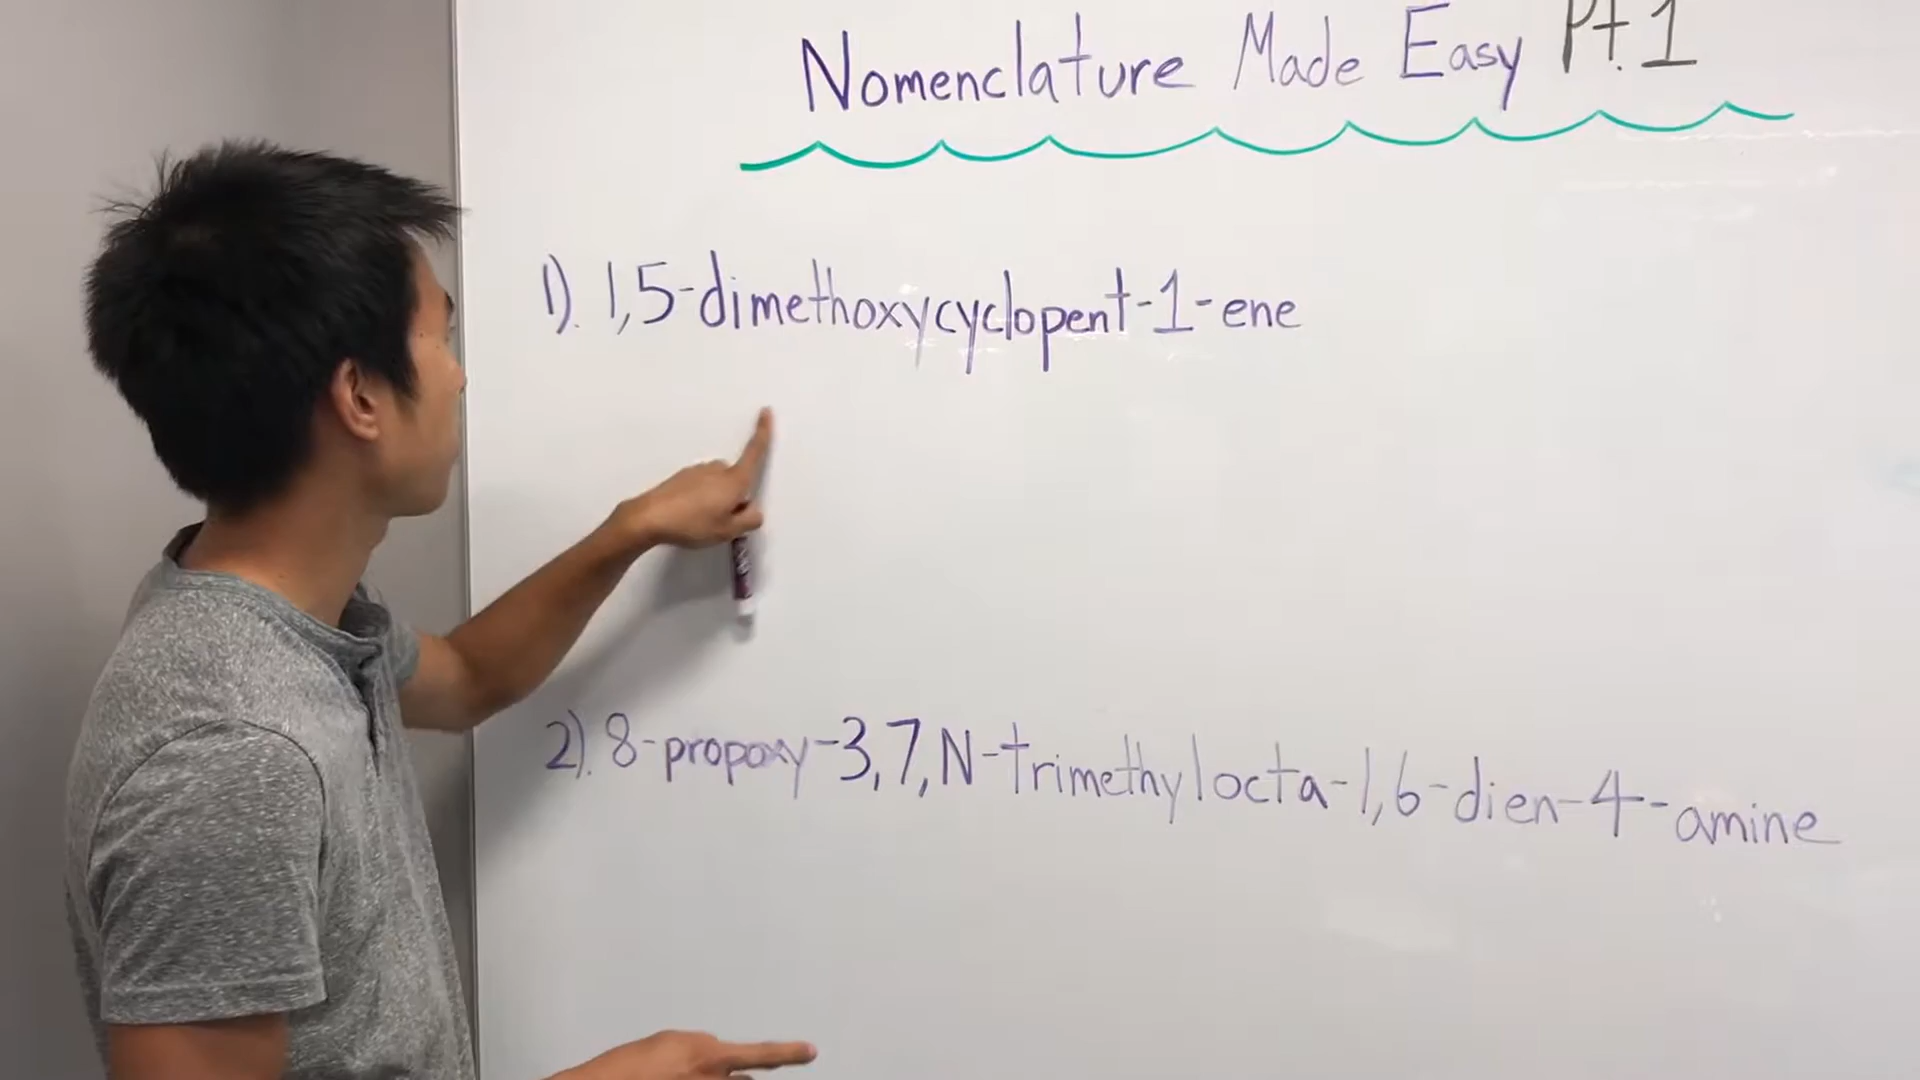 Nomenclature Made Easy Pt. 1
1). 1,5-dimethoxycyclopent-1-ene
2). 8-propoxy-3,7,N-trimethylocta-1,6-dien-4-amine